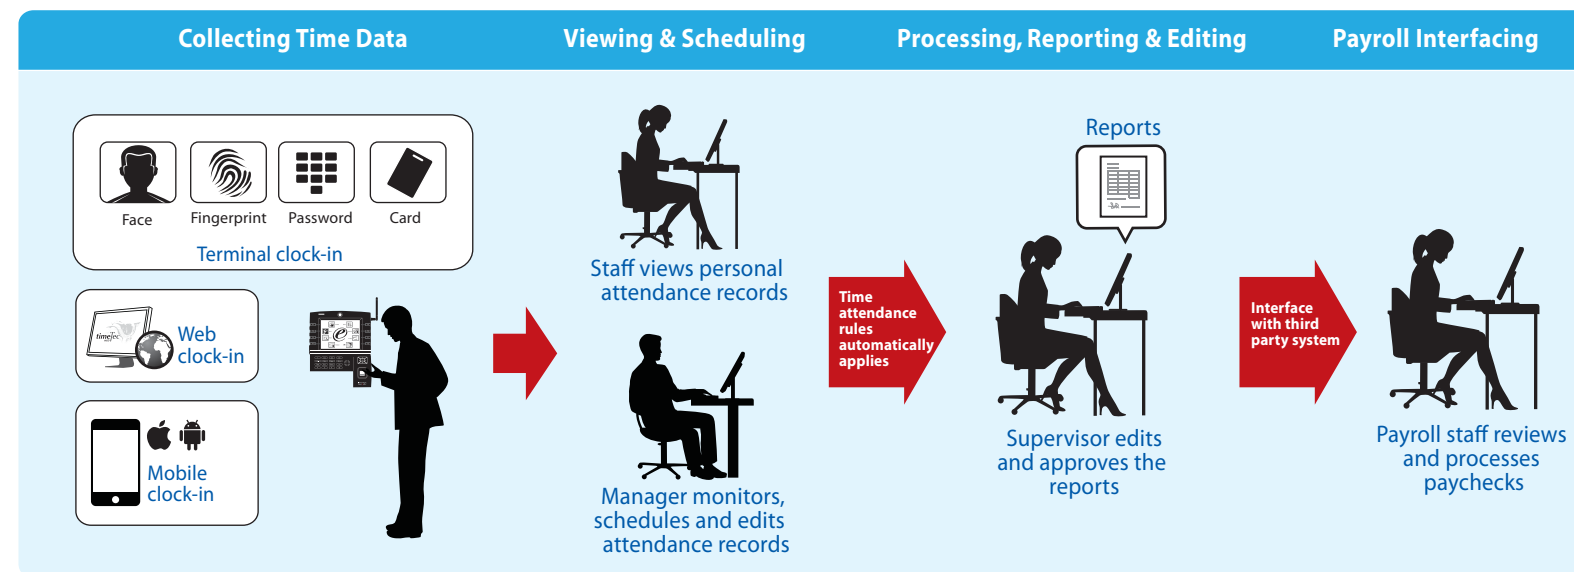 Collecting Time Data
Viewing & Scheduling
Processing, Reporting & Editing
Payroll Interfacing
Face
Fingerprint
Password
Card
Terminal clock-in
timeTec
Web
clock-in
Mobile
clock-in
Staff views personal
attendance records
Manager monitors,
schedules and edits
attendance records
Time
attendance
rules
automatically
applies
Reports
Supervisor edits
and approves the
reports
Interface
with third
party system
Payroll staff reviews
and processes
paychecks